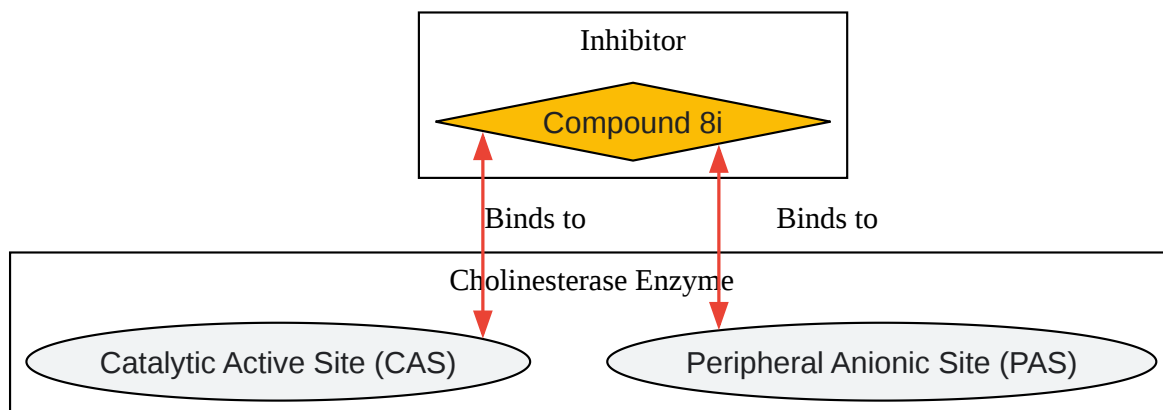 Inhibitor
Compound 8i
Binds to
Binds to
Cholinesterase Enzyme
Catalytic Active Site (CAS)
Peripheral Anionic Site (PAS)